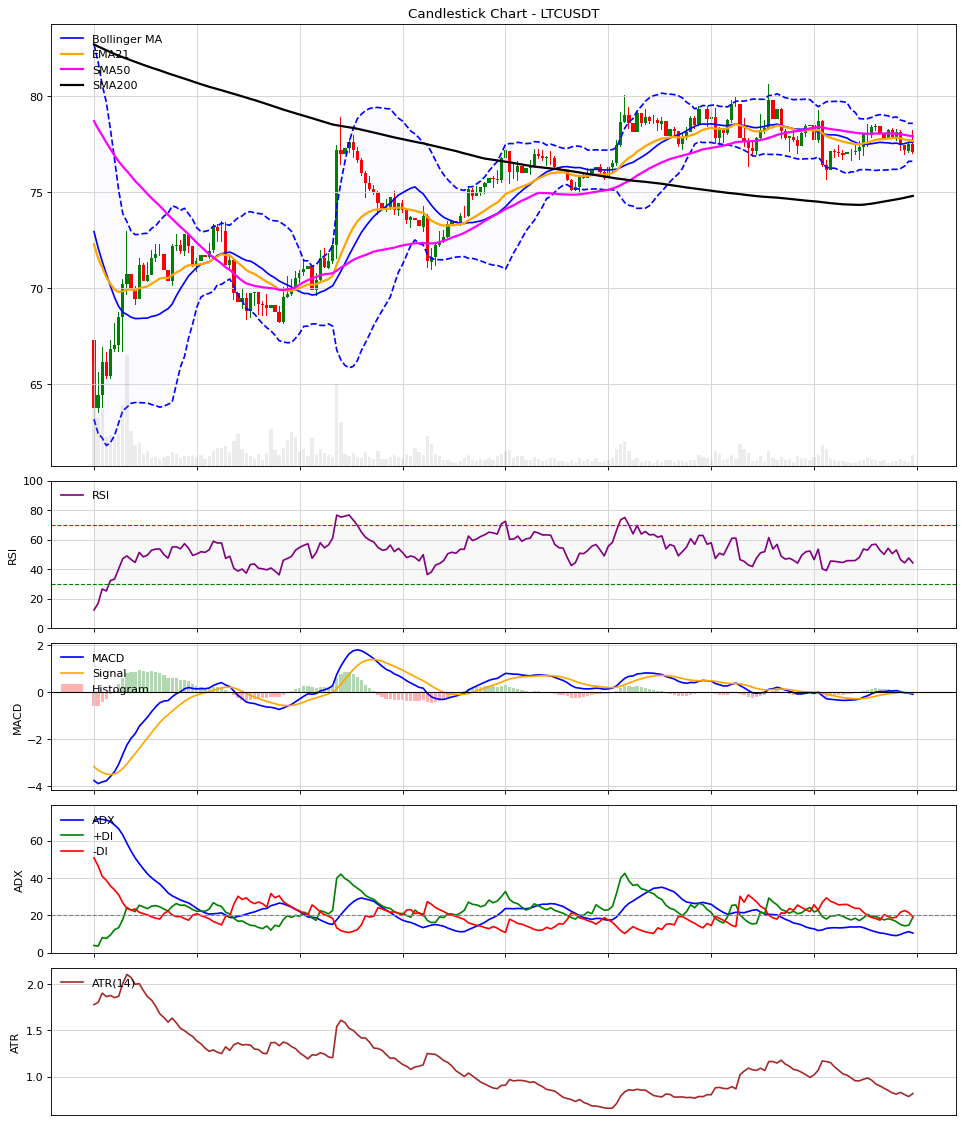 Candlestick Chart - LTCUSDT
Bollinger MA
EMA21
SMA50
SMA200
80
75
70
65
100
80
60
40
20
0
RSI
RSI
2
0
−2
−4
MACD
MACD
Signal
Histogram
60
40
20
0
ADX
ADX
+DI
-DI
2.0
1.5
1.0
ATR
ATR(14)